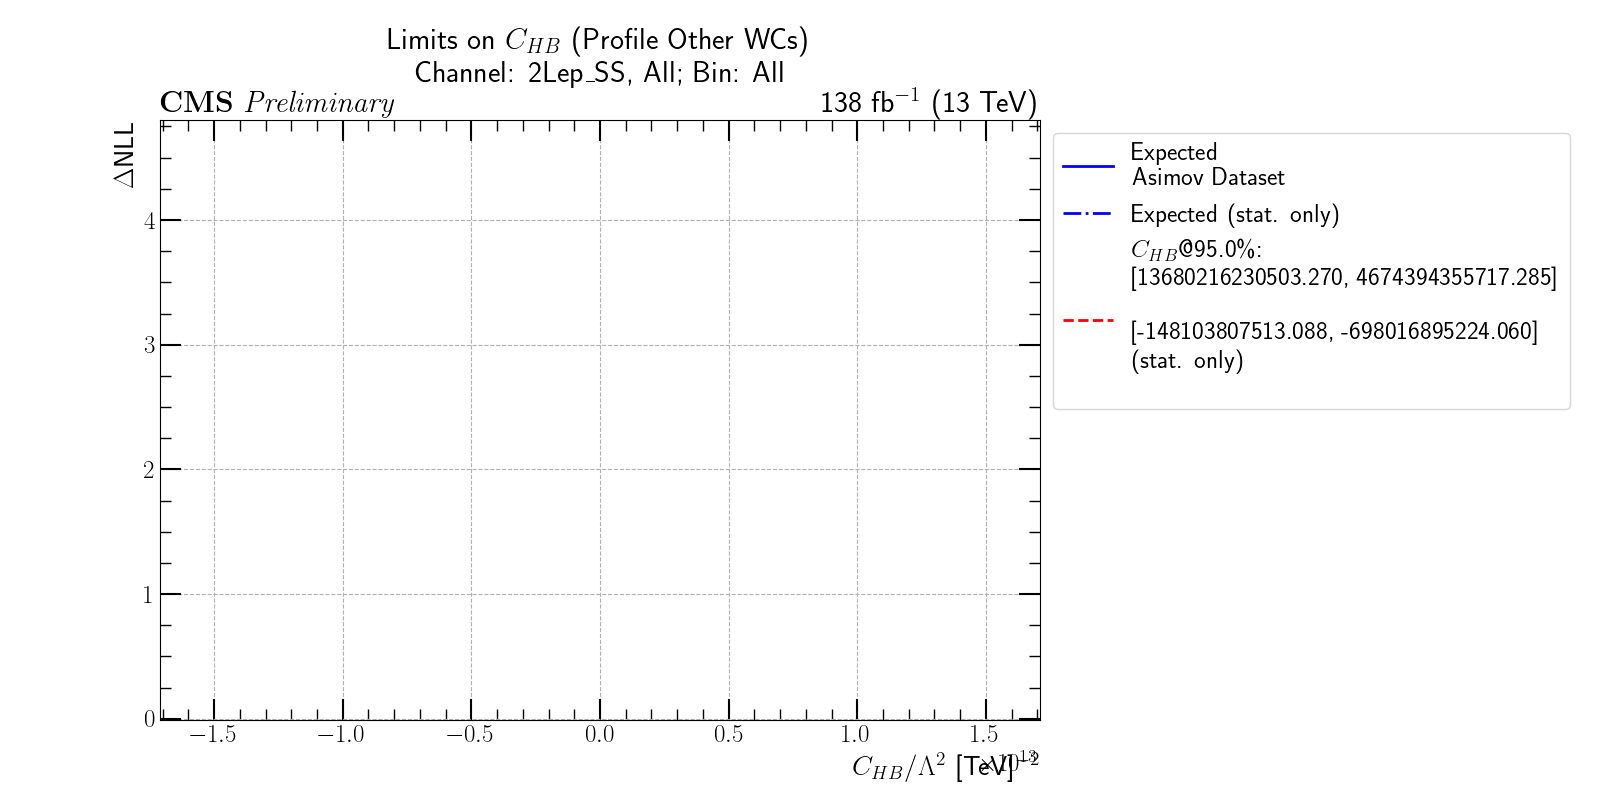 Limits on C_{HB} (Profile Other WCs)
Channel: 2Lep_SS, All; Bin: All
CMS Preliminary
138 fb^{-1} (13 TeV)
ΔNLL
4
3
2
1
0
−1.5
−1.0
−0.5
0.0
0.5
1.0
1.5
×10^{13}
C_{HB}/Λ^{2} [TeV]^{-2}
Expected
Asimov Dataset
Expected (stat. only)
C_{HB}@95.0%:
[13680216230503.270, 4674394355717.285]
[-148103807513.088, -698016895224.060]
(stat. only)